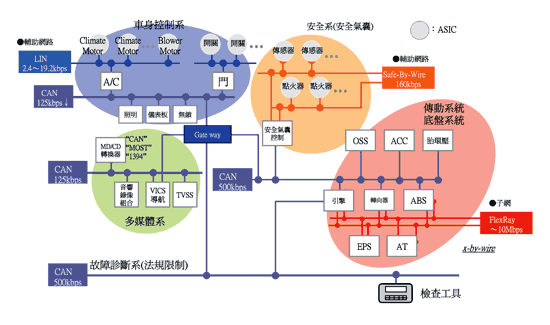 車身控制系
安全系(安全氣囊)
:ASIC
●輔助網路
Climate Motor
Climate Motor
Blower Motor
開關
開關
傳感器
傳感器
●輔助網路
LIN
2.4～19.2kbps
Safe-By-Wire
160kbps
A/C
門
點火器
點火器
CAN
125kbps↓
照明
儀表板
無鎖
安全氣囊
控制
傳動系統
底盤系統
Gate way
MD/CD
轉換器
"CAN"
"MOST"
"1394"
OSS
ACC
胎環壓
CAN
125kbps
CAN
500kbps
音響
錄像
組合
VICS
導航
TVSS
引擎
轉向器
ABS
●子網
FlexRay
～10Mbps
多媒體系
EPS
AT
x-by-wire
CAN
500kbps
故障診斷系(法規限制)
檢查工具